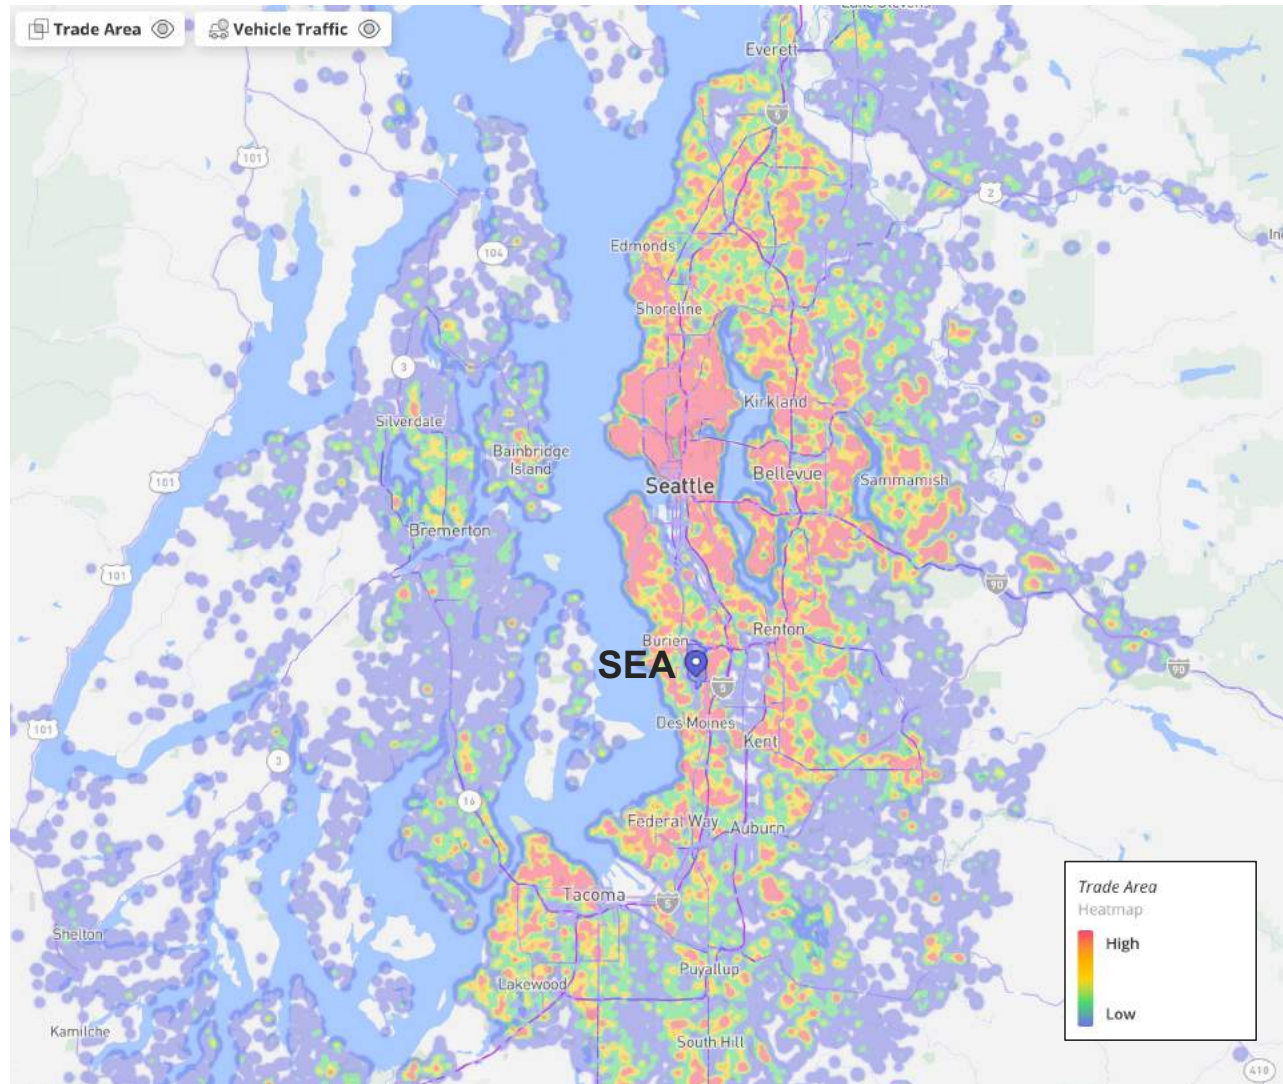 Trade Area
Vehicle Traffic
Everett
5
101
2
Edmonds
104
Shoreline
3
Kirkland
Silverdale
Bainbridge
Island
Bellevue
Sammamish
101
Seattle
Bremerton
101
90
Renton
Burien
SEA
90
5
Des Moines
101
Kent
3
16
Federal Way
Auburn
Trade Area
Heatmap
High
Low
Tacoma
5
Shelton
Puyallup
Lakewood
Kamilche
South Hill
410